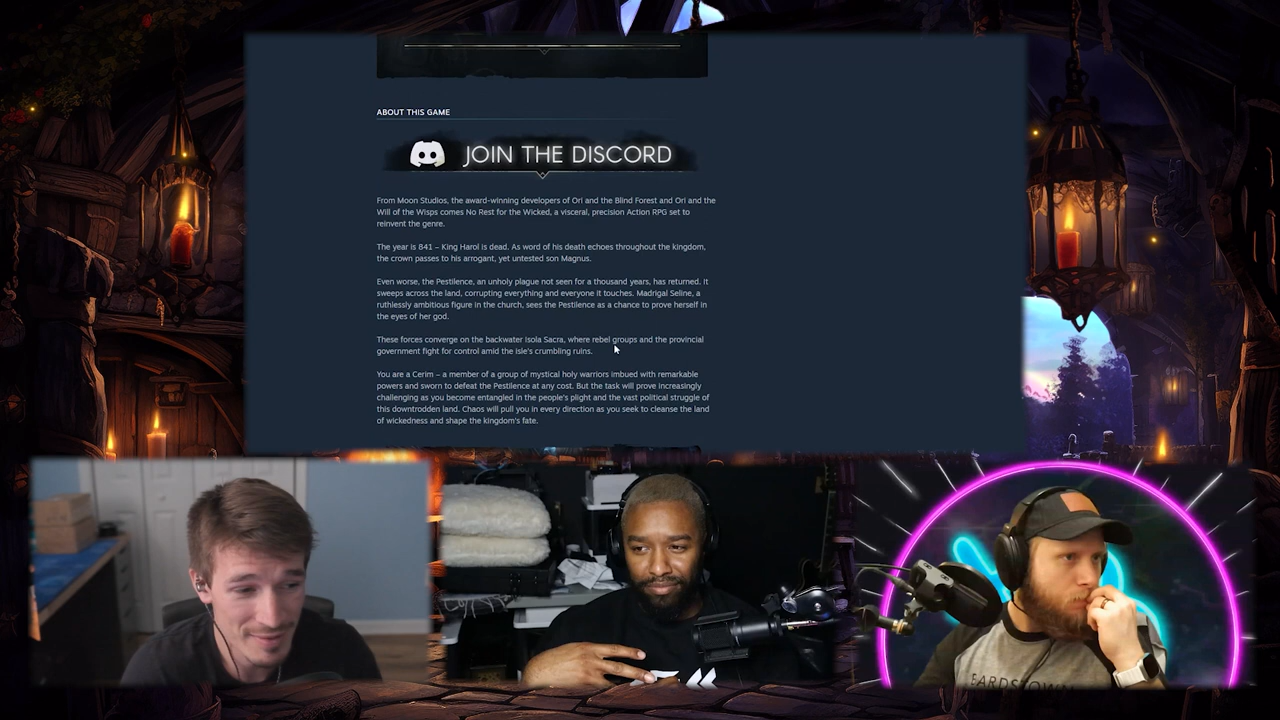 ABOUT THIS GAME
JOIN THE DISCORD
From Moon Studios, the award-winning developers of Ori and the Blind Forest and Ori and the
Will of the Wisps comes No Rest for the Wicked, a visceral, precision Action RPG set to
reinvent the genre.
The year is 841 – King Harol is dead. As word of his death echoes throughout the kingdom,
the crown passes to his arrogant, yet untested son Magnus.
Even worse, the Pestilence, an unholy plague not seen for a thousand years, has returned. It
sweeps across the land, corrupting everything and everyone it touches. Madrigal Seline, a
ruthlessly ambitious figure in the church, sees the Pestilence as a chance to prove herself in
the eyes of her god.
These forces converge on the backwater Isola Sacra, where rebel groups and the provincial
government fight for control amid the isle's crumbling ruins.
You are a Cerim – a member of a group of mystical holy warriors imbued with remarkable
powers and sworn to defeat the Pestilence at any cost. But the task will prove increasingly
challenging as you become entangled in the people's plight and the vast political struggle of
this downtrodden land. Chaos will pull you in every direction as you seek to cleanse the land
of wickedness and shape the kingdom's fate.